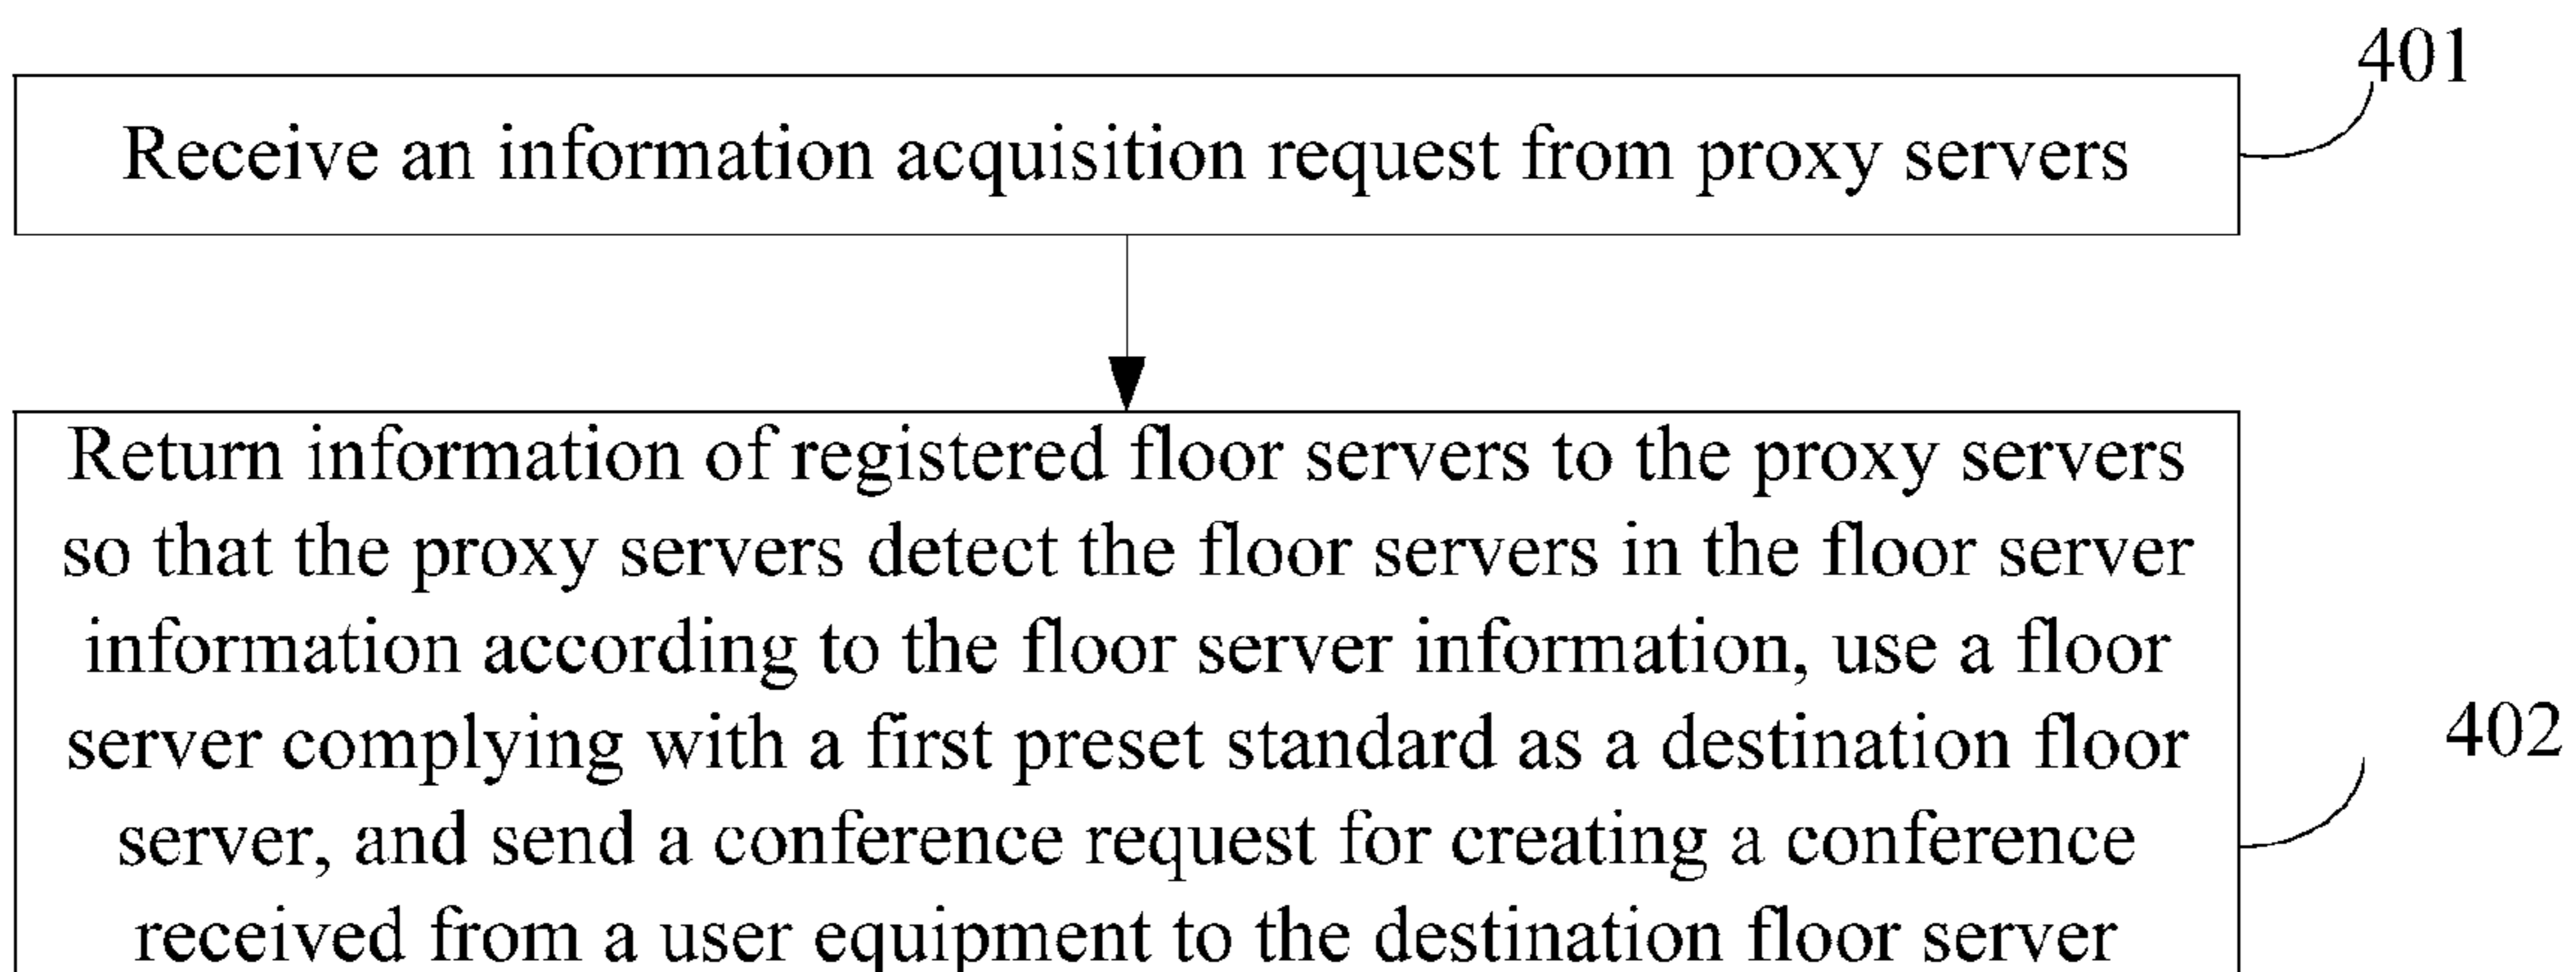 401
Receive an information acquisition request from proxy servers
Return information of registered floor servers to the proxy servers
so that the proxy servers detect the floor servers in the floor server
information according to the floor server information, use a floor
server complying with a first preset standard as a destination floor
402
server, and send a conference request for creating a conference
received from a user equipment to the destination floor server